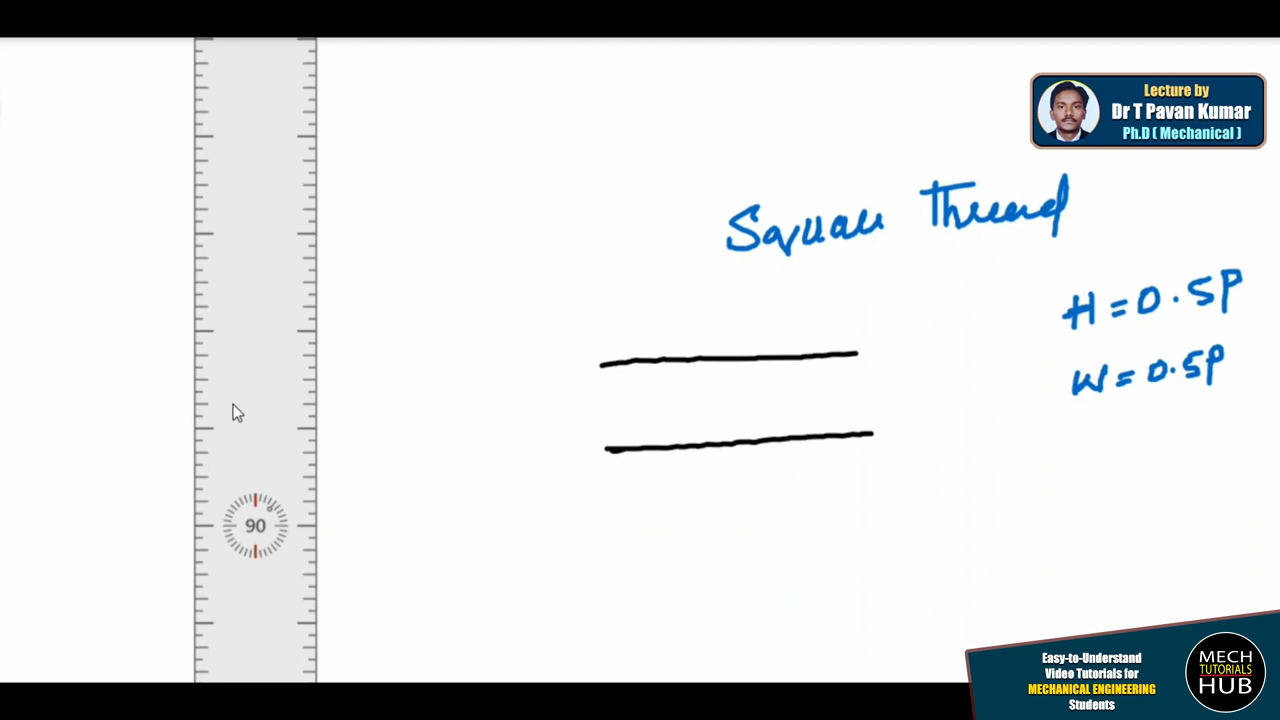 Lecture by
Dr T Pavan Kumar
Ph.D ( Mechanical )
Square Thread
H = 0.5P
W = 0.5P
90
Easy-to-Understand
Video Tutorials for
MECHANICAL ENGINEERING
Students
MECH
TUTORIALS
HUB